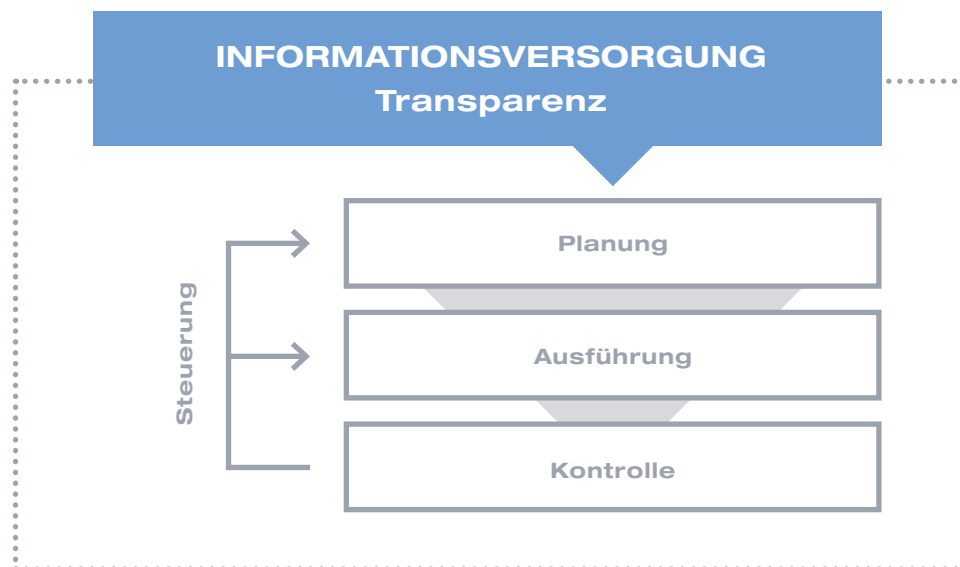 INFORMATIONSVERSORGUNG
Transparenz
Planung
Steuerung
Ausführung
Kontrolle